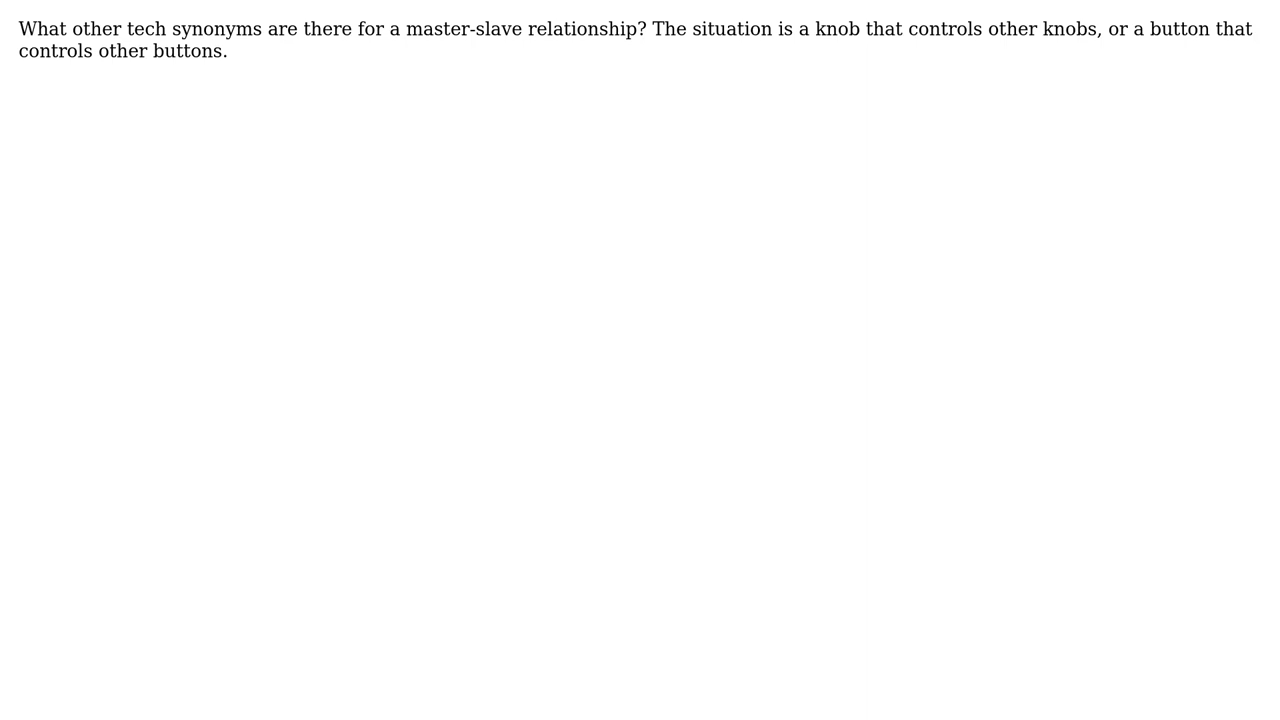 What other tech synonyms are there for a master-slave relationship? The situation is a knob that controls other knobs, or a button that
controls other buttons.